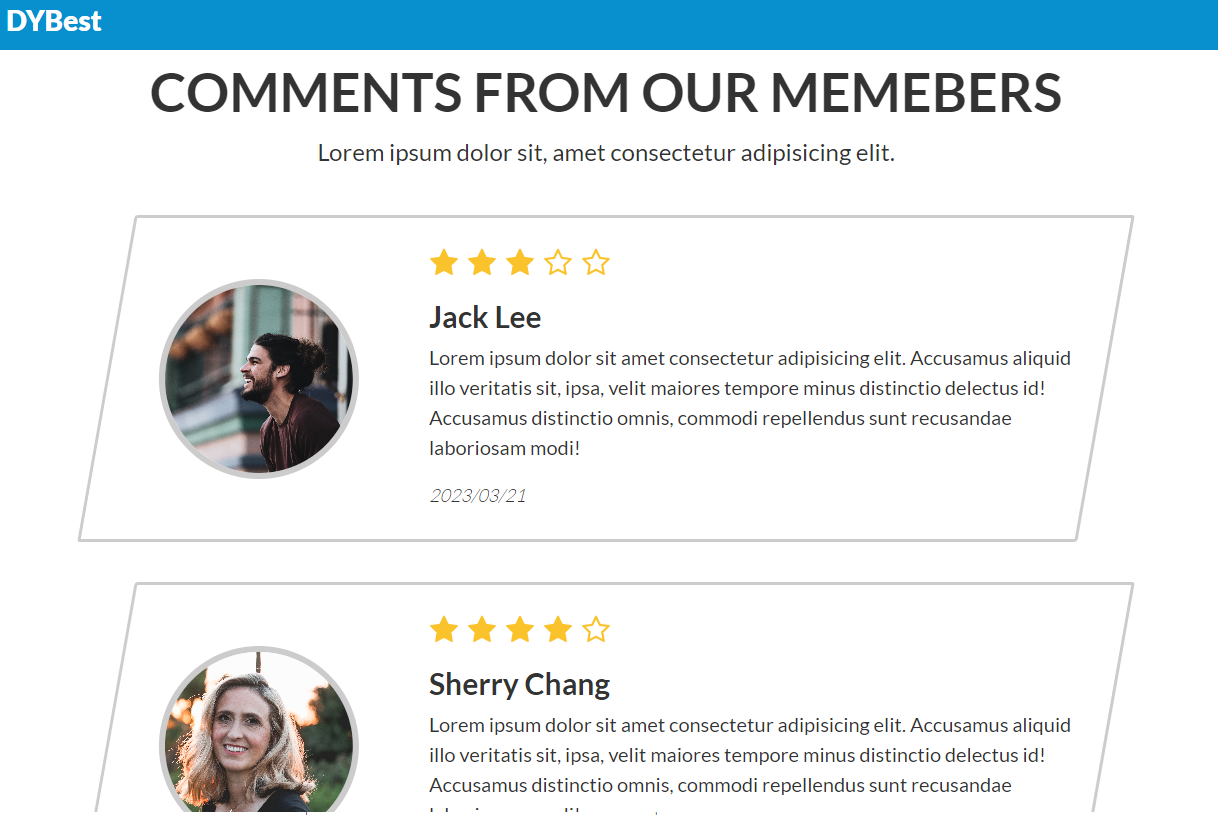 DYBest
COMMENTS FROM OUR MEMEBERS
Lorem ipsum dolor sit, amet consectetur adipisicing elit.
Jack Lee
Lorem ipsum dolor sit amet consectetur adipisicing elit. Accusamus aliquid
illo veritatis sit, ipsa, velit maiores tempore minus distinctio delectus id!
Accusamus distinctio omnis, commodi repellendus sunt recusandae
laboriosam modi!
2023/03/21
Sherry Chang
Lorem ipsum dolor sit amet consectetur adipisicing elit. Accusamus aliquid
illo veritatis sit, ipsa, velit maiores tempore minus distinctio delectus id!
Accusamus distinctio omnis, commodi repellendus sunt recusandae